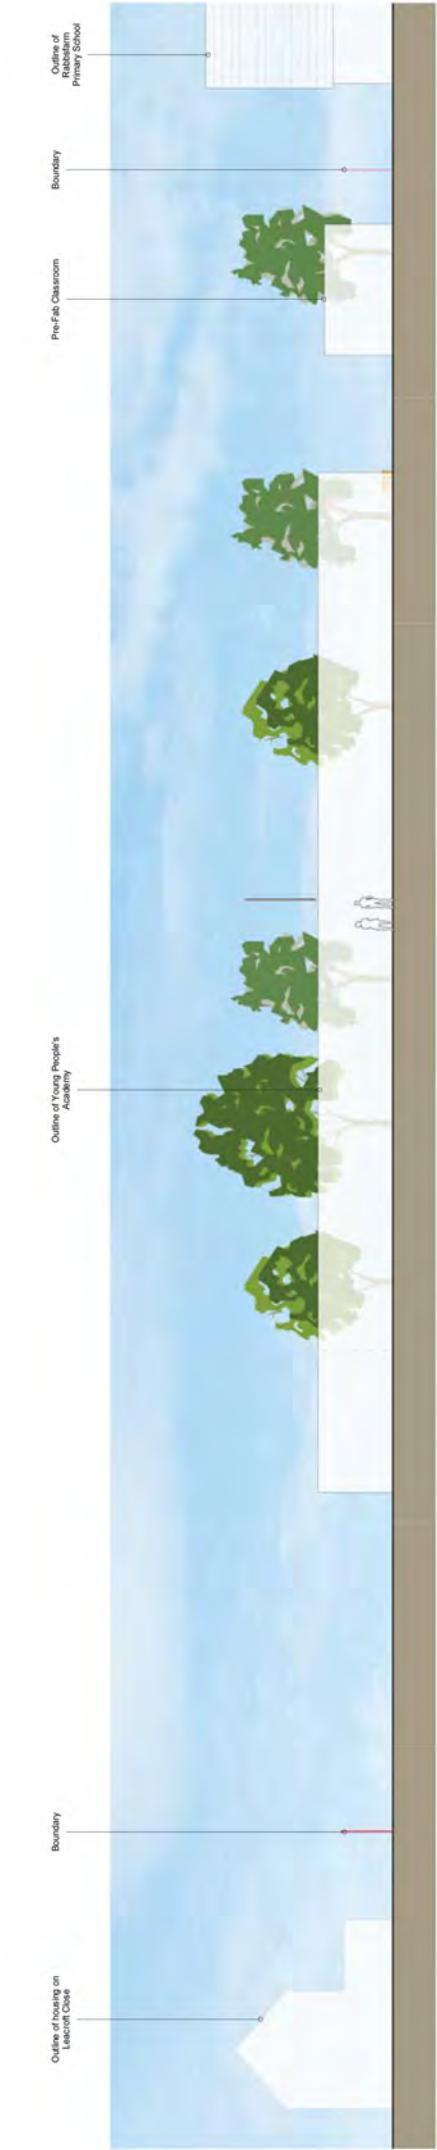 Outline of housing on
Leacroft Close
Boundary
Outline of Young People's
Academy
Pre-Fab Classroom
Boundary
Outline of
Rabbsfarm
Primary School